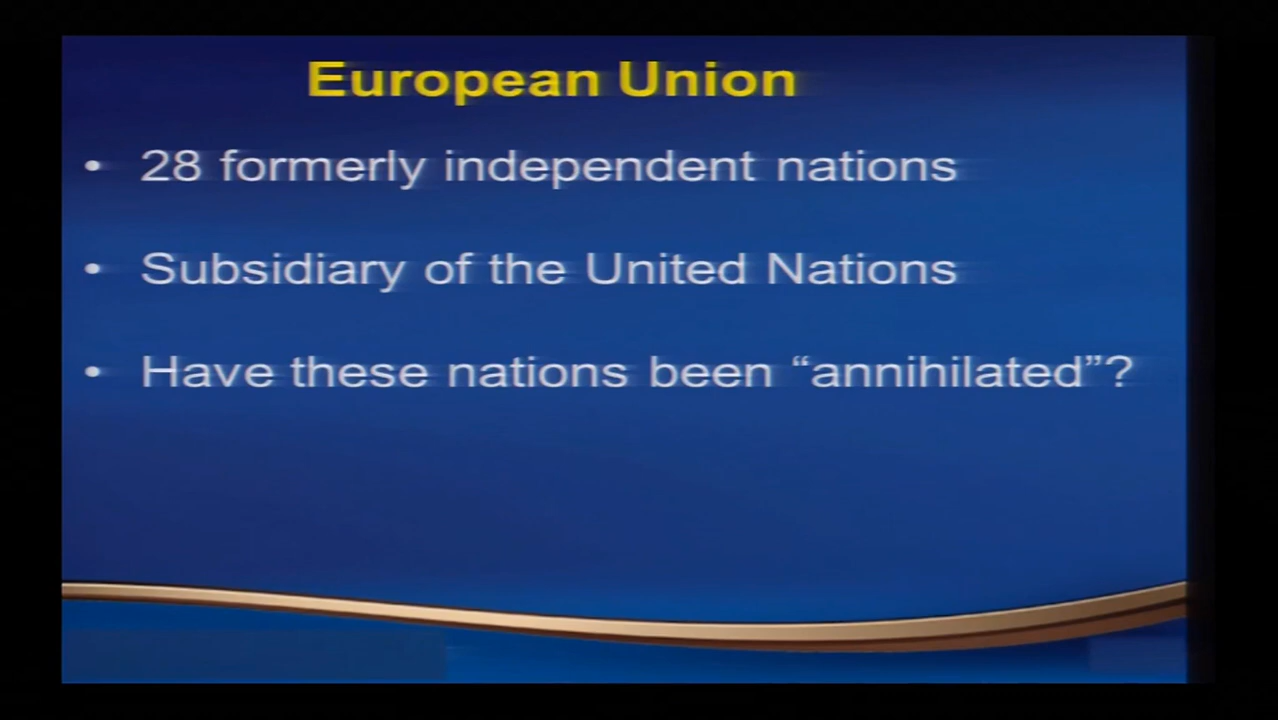 European Union
• 28 formerly independent nations
• Subsidiary of the United Nations
• Have these nations been “annihilated”?